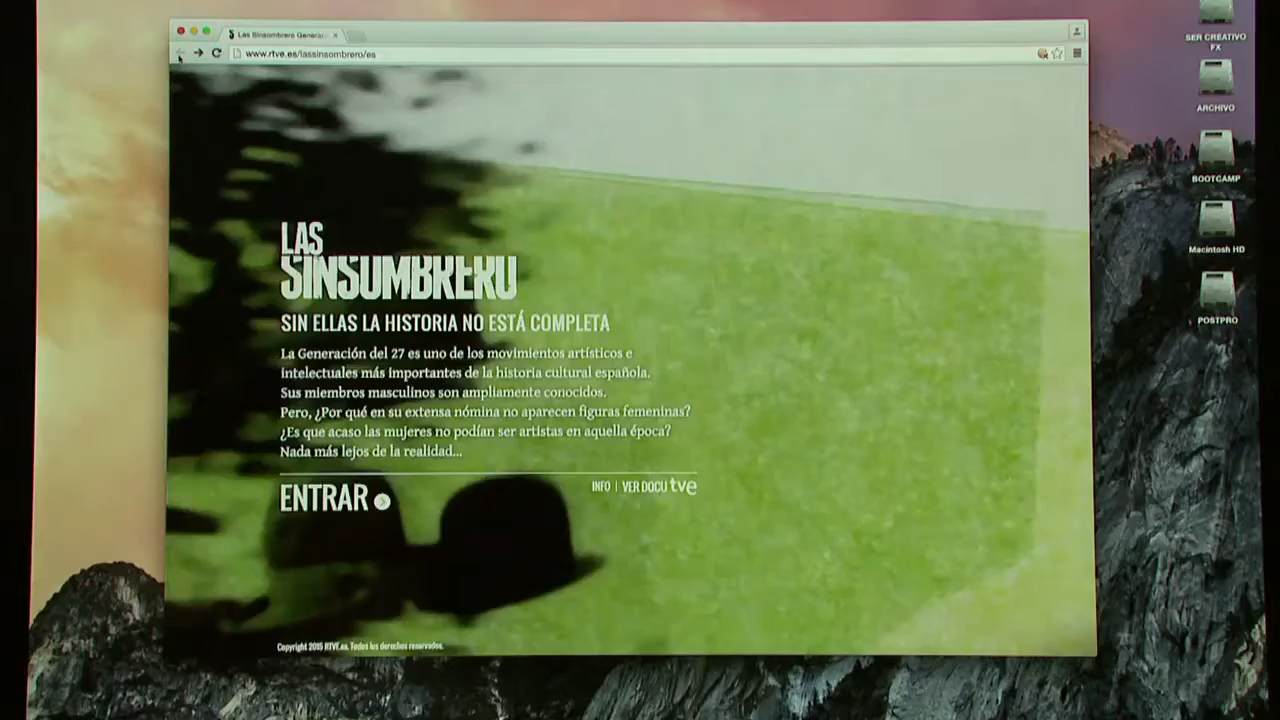 Las Sinsombrero Generac
www.rtve.es/lassinsombrero/es
SER CREATIVO
FX
ARCHIVO
BOOTCAMP
Macintosh HD
POSTPRO
LAS
SINSOMBRERO
SIN ELLAS LA HISTORIA NO ESTÁ COMPLETA
La Generación del 27 es uno de los movimientos artísticos e
intelectuales más importantes de la historia cultural española.
Sus miembros masculinos son ampliamente conocidos.
Pero, ¿Por qué en su extensa nómina no aparecen figuras femeninas?
¿Es que acaso las mujeres no podían ser artistas en aquella época?
Nada más lejos de la realidad...
ENTRAR
INFO | VER DOCU tve
Copyright 2015 RTVE.es. Todos los derechos reservados.